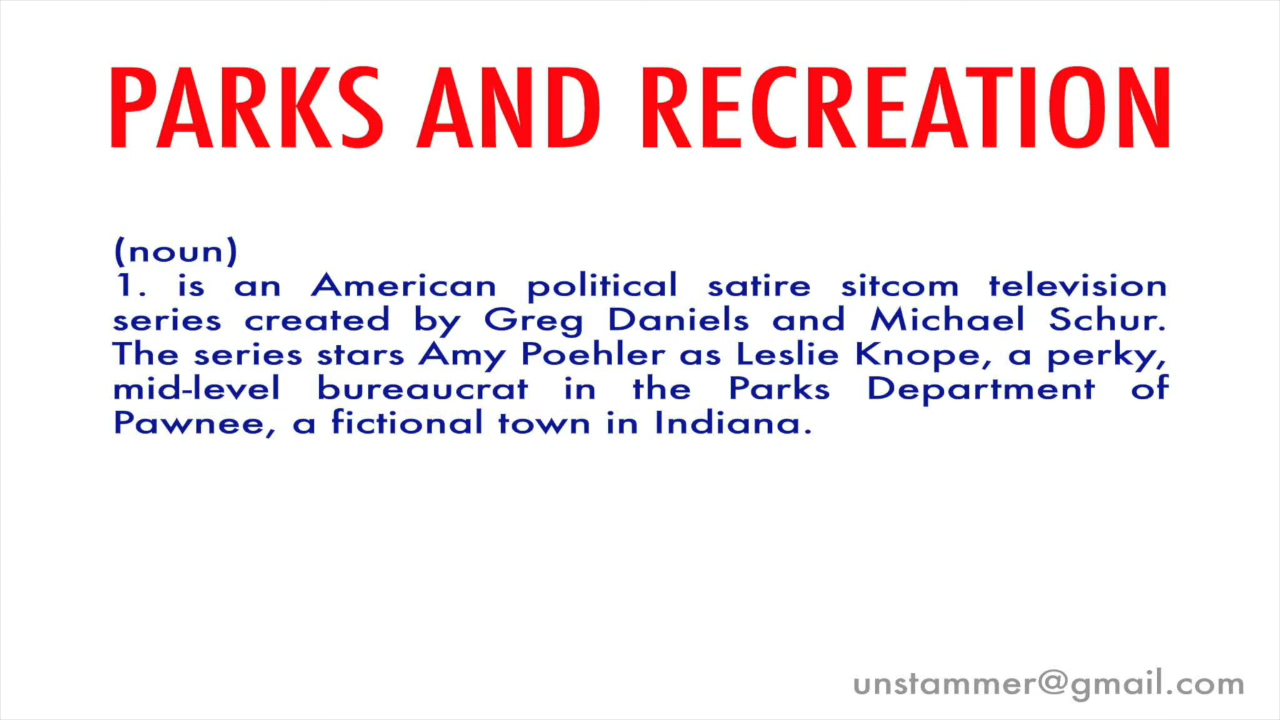 PARKS AND RECREATION
(noun)
1. is an American political satire sitcom television
series created by Greg Daniels and Michael Schur.
The series stars Amy Poehler as Leslie Knope, a perky,
mid-level bureaucrat in the Parks Department of
Pawnee, a fictional town in Indiana.
unstammer@gmail.com